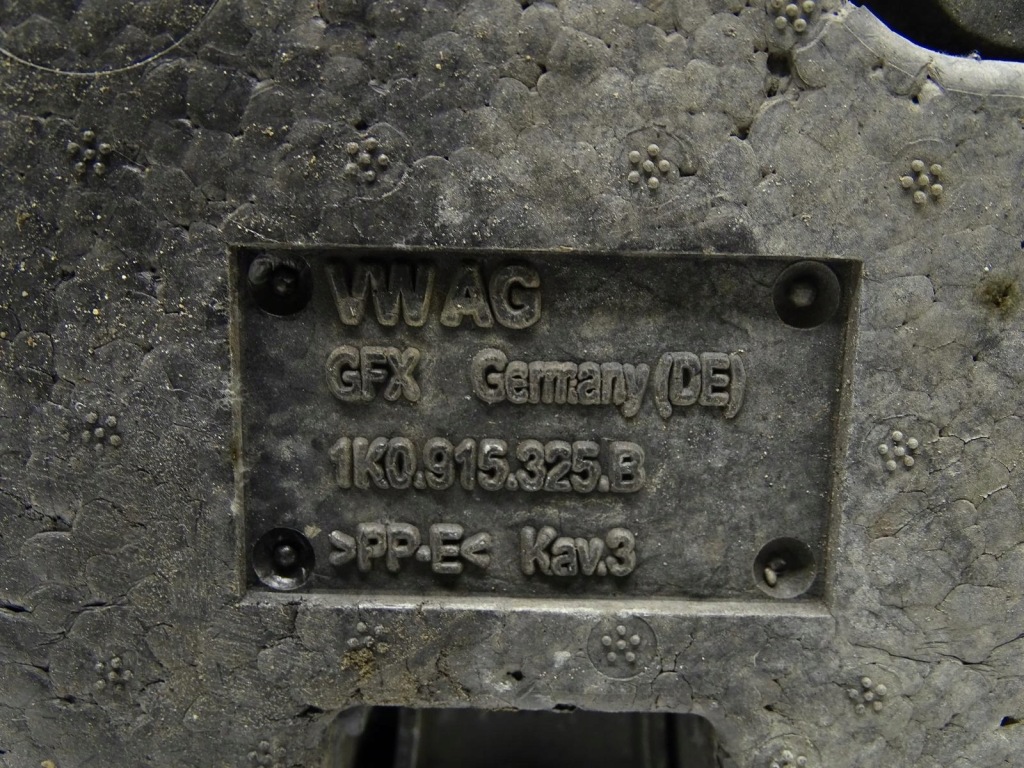 VW AG
GFX Germany (DE)
1K0.915.325.B
>PP-E< Kav.3